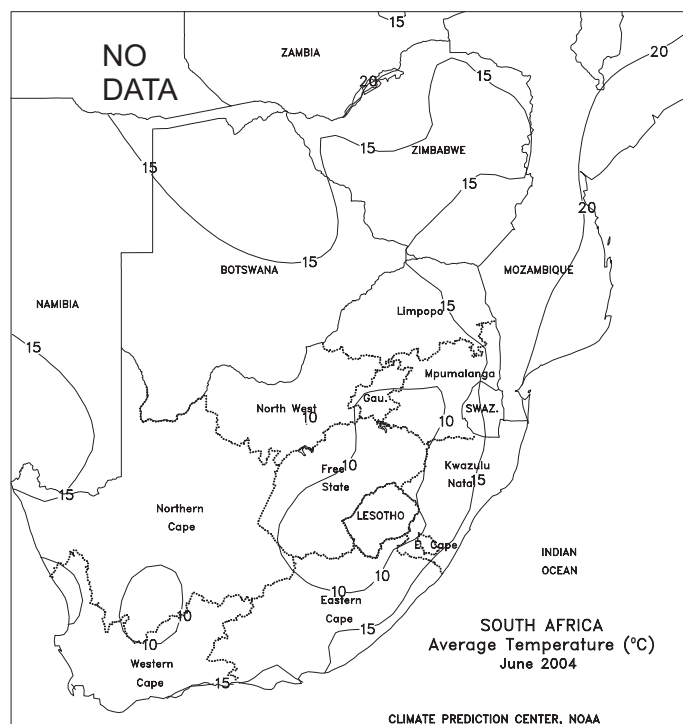 15
ZAMBIA
NO
DATA
20
20
15
15
15
ZIMBABWE
15
15
20
BOTSWANA
15
MOZAMBIQUE
NAMIBIA
15
Limpopo
15
Mpumalanga
Gau.
North West
10
SWAZ.
10
Free
State
Kwazulu
Natal
15
15
Northern
Cape
LESOTHO
E. Cape
INDIAN
OCEAN
10
10
Eastern
Cape
10
15
Western
Cape
15
SOUTH AFRICA
Average Temperature (°C)
June 2004
CLIMATE PREDICTION CENTER, NOAA